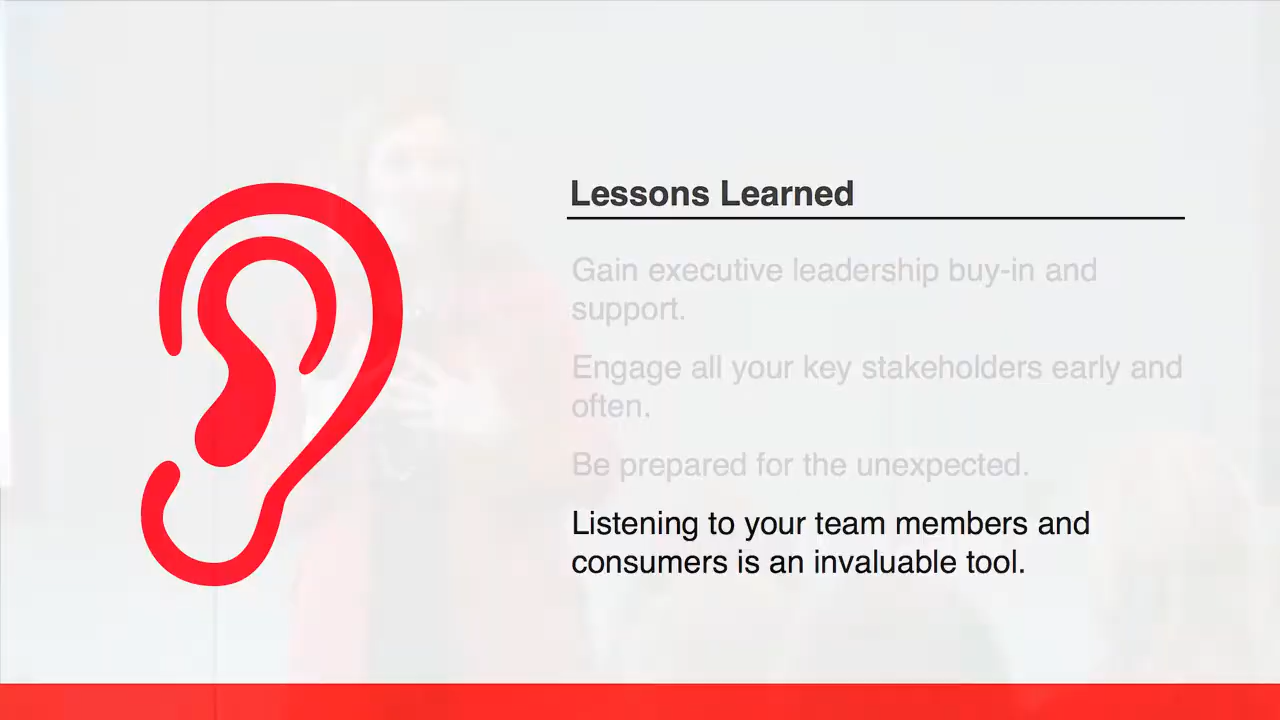 Lessons Learned
Gain executive leadership buy-in and
support.
Engage all your key stakeholders early and
often.
Be prepared for the unexpected.
Listening to your team members and
consumers is an invaluable tool.